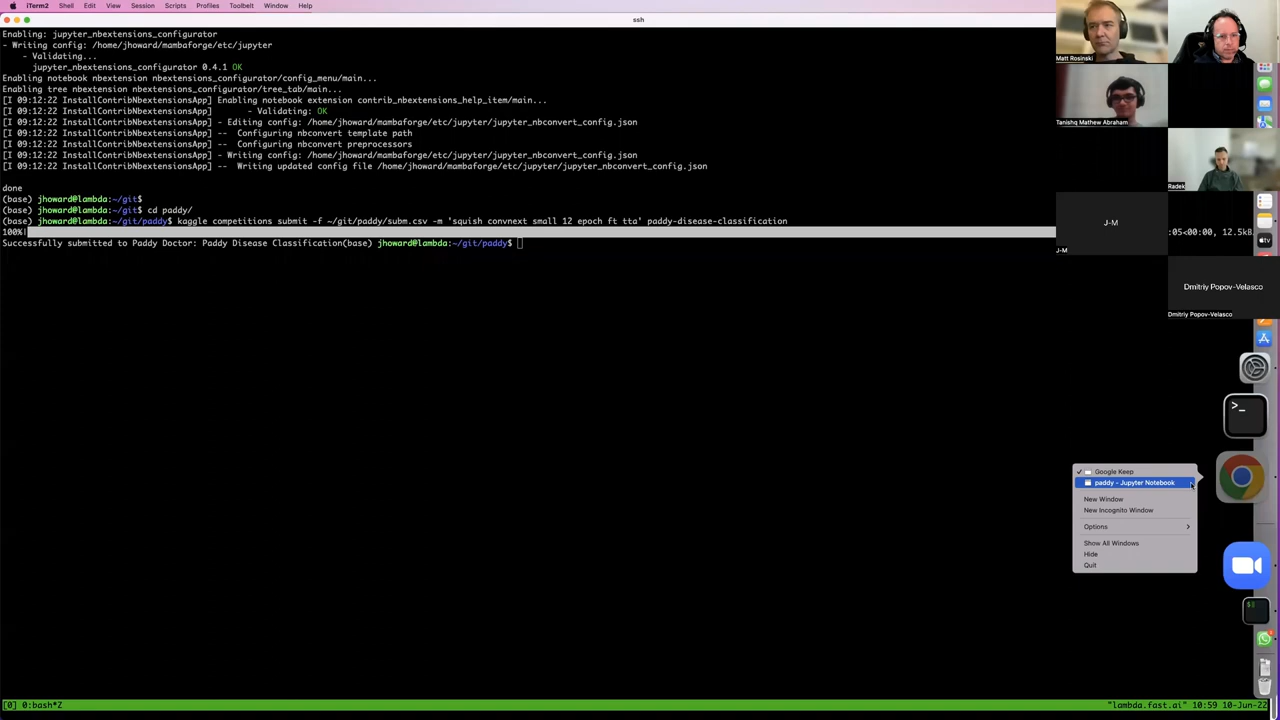 iTerm2 Shell Edit View Session Scripts Profiles Toolbelt Window Help
ssh
Enabling: jupyter_nbextensions_configurator
- Writing config: /home/jhoward/mambaforge/etc/jupyter
- Validating...
jupyter_nbextensions_configurator 0.4.1 OK
Enabling notebook nbextension nbextensions_configurator/config_menu/main...
Enabling tree nbextension nbextensions_configurator/tree_tab/main...
[I 09:12:22 InstallContribNbextensionsApp] Enabling notebook extension contrib_nbextensions_help_item/main...
[I 09:12:22 InstallContribNbextensionsApp] - Validating: OK
[I 09:12:22 InstallContribNbextensionsApp] - Editing config: /home/jhoward/mambaforge/etc/jupyter/jupyter_nbconvert_config.json
[I 09:12:22 InstallContribNbextensionsApp] -- Configuring nbconvert template path
[I 09:12:22 InstallContribNbextensionsApp] -- Configuring nbconvert preprocessors
[I 09:12:22 InstallContribNbextensionsApp] - Writing config: /home/jhoward/mambaforge/etc/jupyter/jupyter_nbconvert_config.json
[I 09:12:22 InstallContribNbextensionsApp] -- Writing updated config file /home/jhoward/mambaforge/etc/jupyter/jupyter_nbconvert_config.json
done
(base) jhoward@lambda:~/git$
(base) jhoward@lambda:~/git$ cd paddy/
(base) jhoward@lambda:~/git/paddy$ kaggle competitions submit -f ~/git/paddy/subm.csv -m 'squish convnext small 12 epoch ft tta' paddy-disease-classification
100%| :05<00:00, 12.5kB
Successfully submitted to Paddy Doctor: Paddy Disease Classification(base) jhoward@lambda:~/git/paddy$
Matt Rosinski
Tanishq Mathew Abraham
Radek
J-M
J-M
Dmitriy Popov-Velasco
Dmitriy Popov-Velasco
Google Keep
paddy - Jupyter Notebook
New Window
New Incognito Window
Options
Show All Windows
Hide
Quit
[0] 0:bash*Z "lambda.fast.ai" 10:59 10-Jun-22